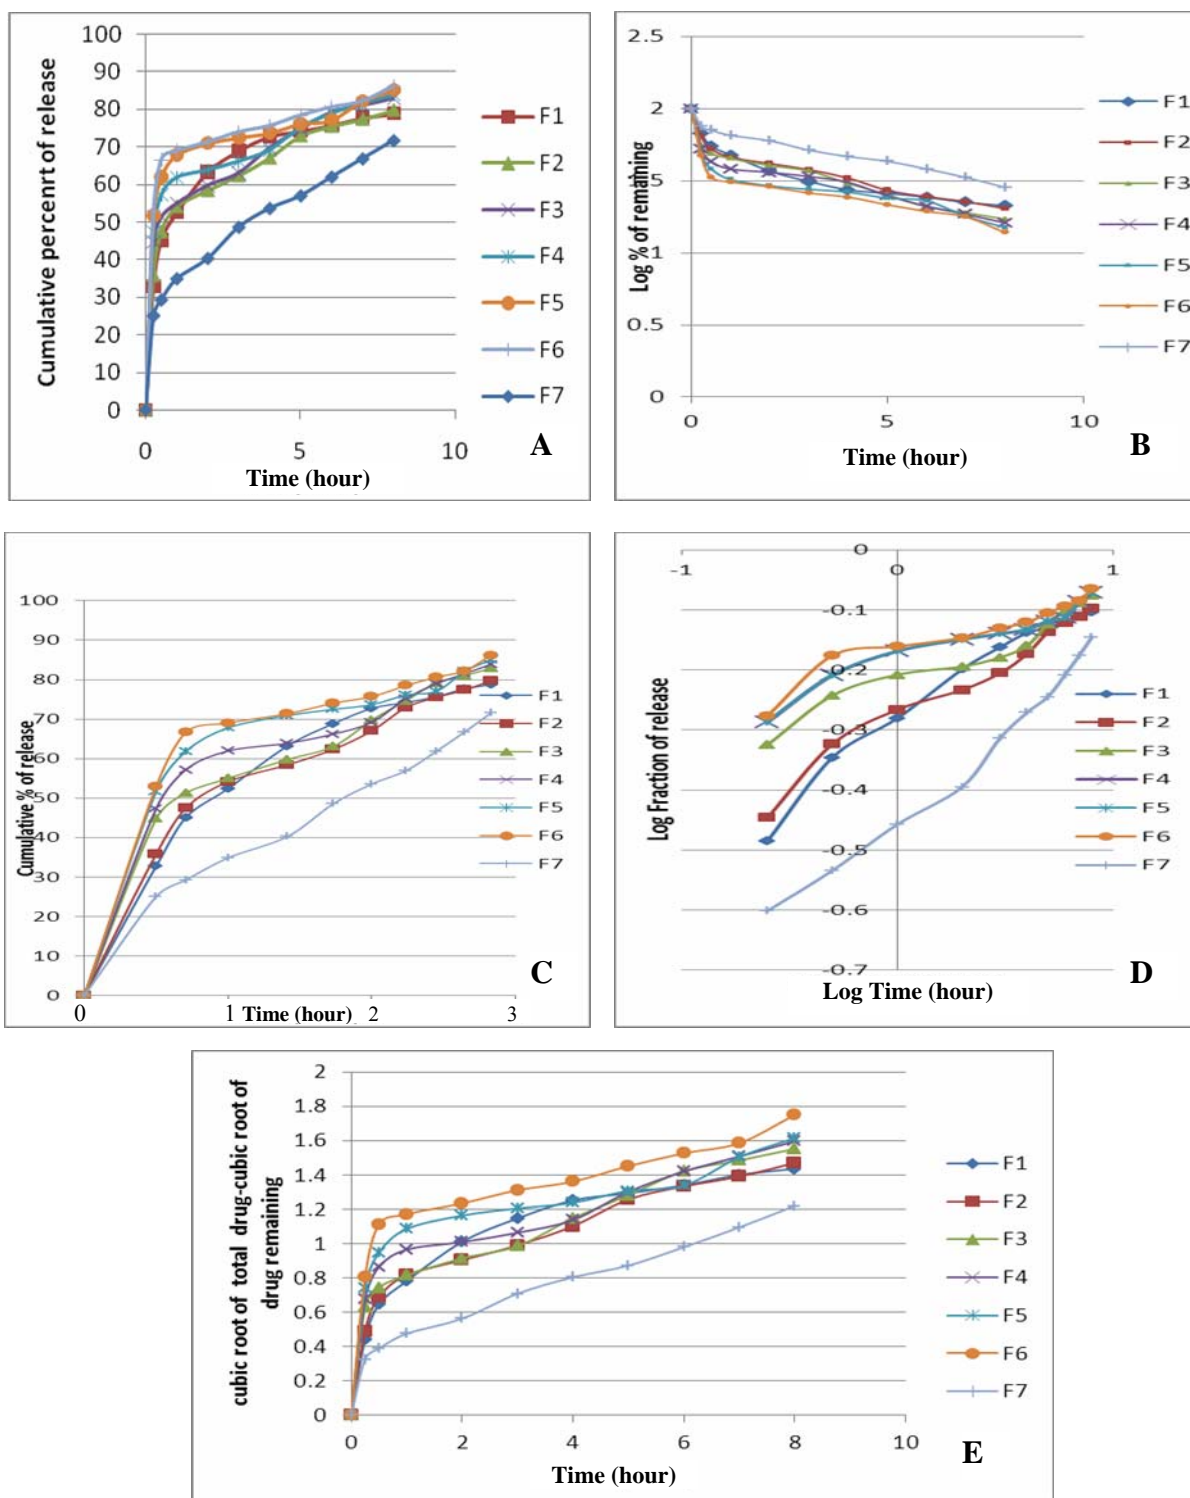 Cumulative percenrt of release
100
90
80
70
60
50
40
30
20
10
0
0 5 10
Time (hour)
F1
F2
F3
F4
F5
F6
F7
A
Log % of remaining
2.5
2
1.5
1
0.5
0
0 5 10
Time (hour)
F1
F2
F3
F4
F5
F6
F7
B
Cumulative % of release
100
90
80
70
60
50
40
30
20
10
0
0 1 Time (hour) 2 3
F1
F2
F3
F4
F5
F6
F7
C
Log Fraction of release
-1 0 1
0
-0.1
-0.2
-0.3
-0.4
-0.5
-0.6
-0.7
Log Time (hour)
F1
F2
F3
F4
F5
F6
F7
D
cubic root of total drug-cubic root of
drug remaining
2
1.8
1.6
1.4
1.2
1
0.8
0.6
0.4
0.2
0
0 2 4 6 8 10
Time (hour)
F1
F2
F3
F4
F5
F6
F7
E